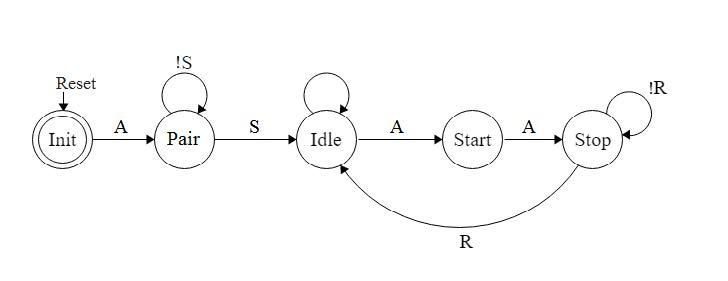 !S
!R
Reset
Init
A
Pair
S
Idle
A
Start
A
Stop
R